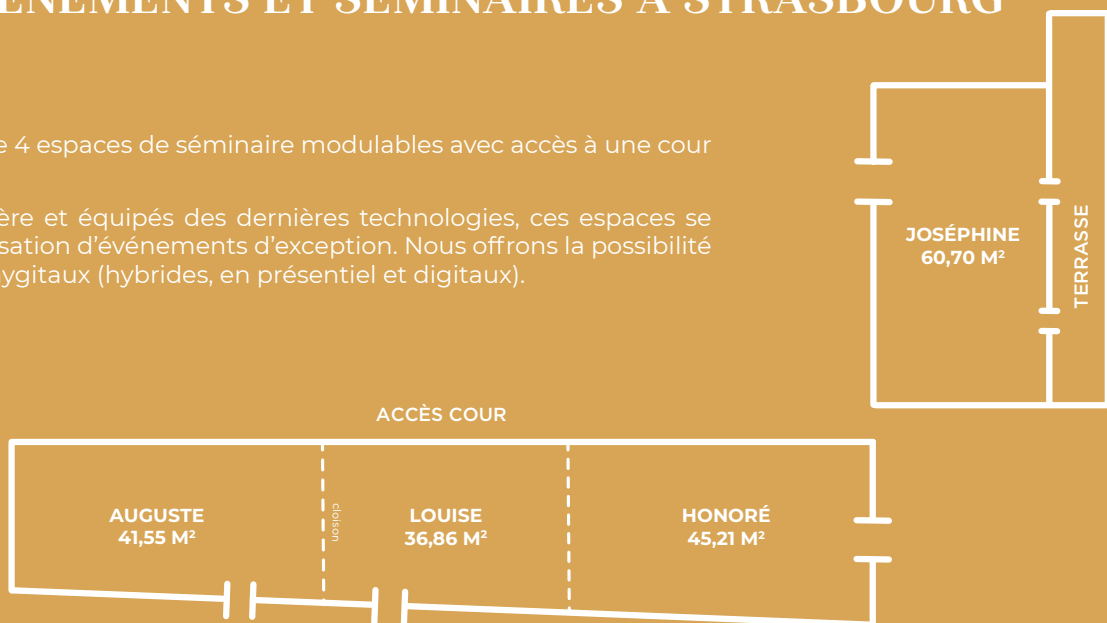 ÉNEMENTS ET SÉMINAIRES À STRASBOURG
e 4 espaces de séminaire modulables avec accès à une cour
ère et équipés des dernières technologies, ces espaces se
sation d’événements d’exception. Nous offrons la possibilité
ygitaux (hybrides, en présentiel et digitaux).
JOSÉPHINE
60,70 M²
TERRASSE
ACCÈS COUR
AUGUSTE
41,55 M²
cloison
LOUISE
36,86 M²
HONORÉ
45,21 M²